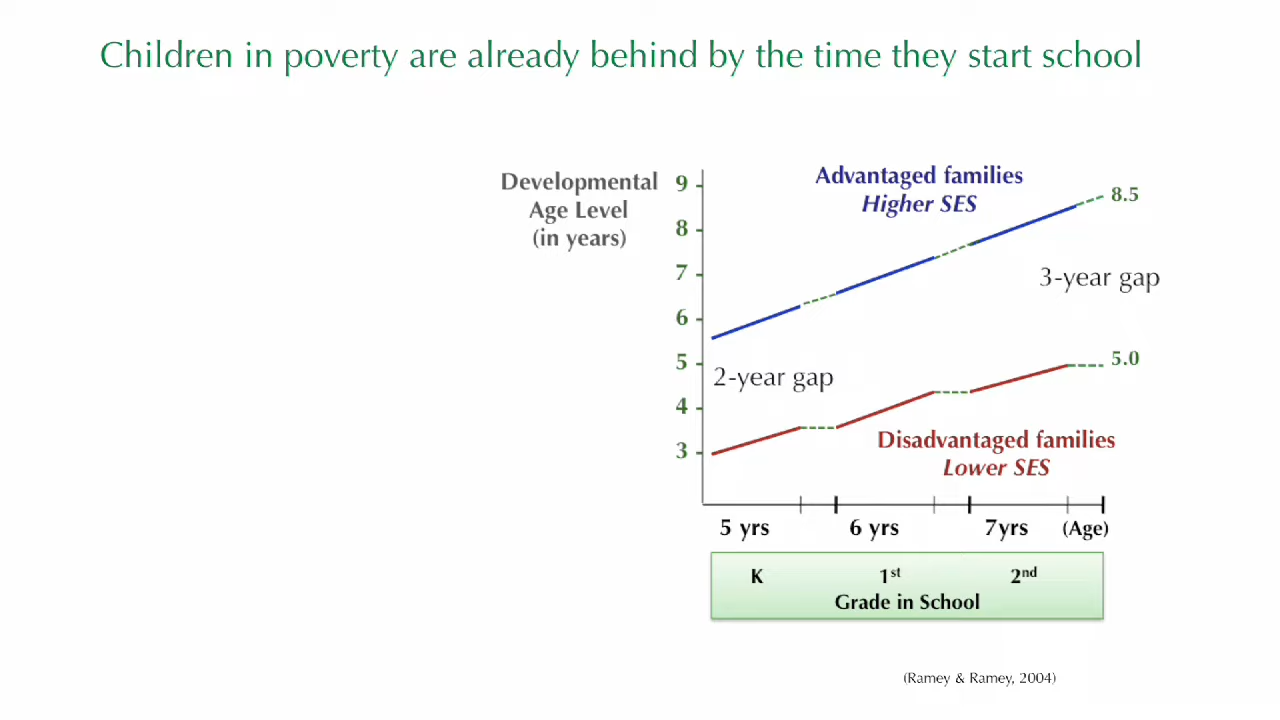 Children in poverty are already behind by the time they start school
Developmental
Age Level
(in years)
9
8
7
6
5
4
3
Advantaged families
Higher SES
8.5
3-year gap
5.0
2-year gap
Disadvantaged families
Lower SES
5 yrs 6 yrs 7yrs (Age)
K 1st 2nd
Grade in School
(Ramey & Ramey, 2004)